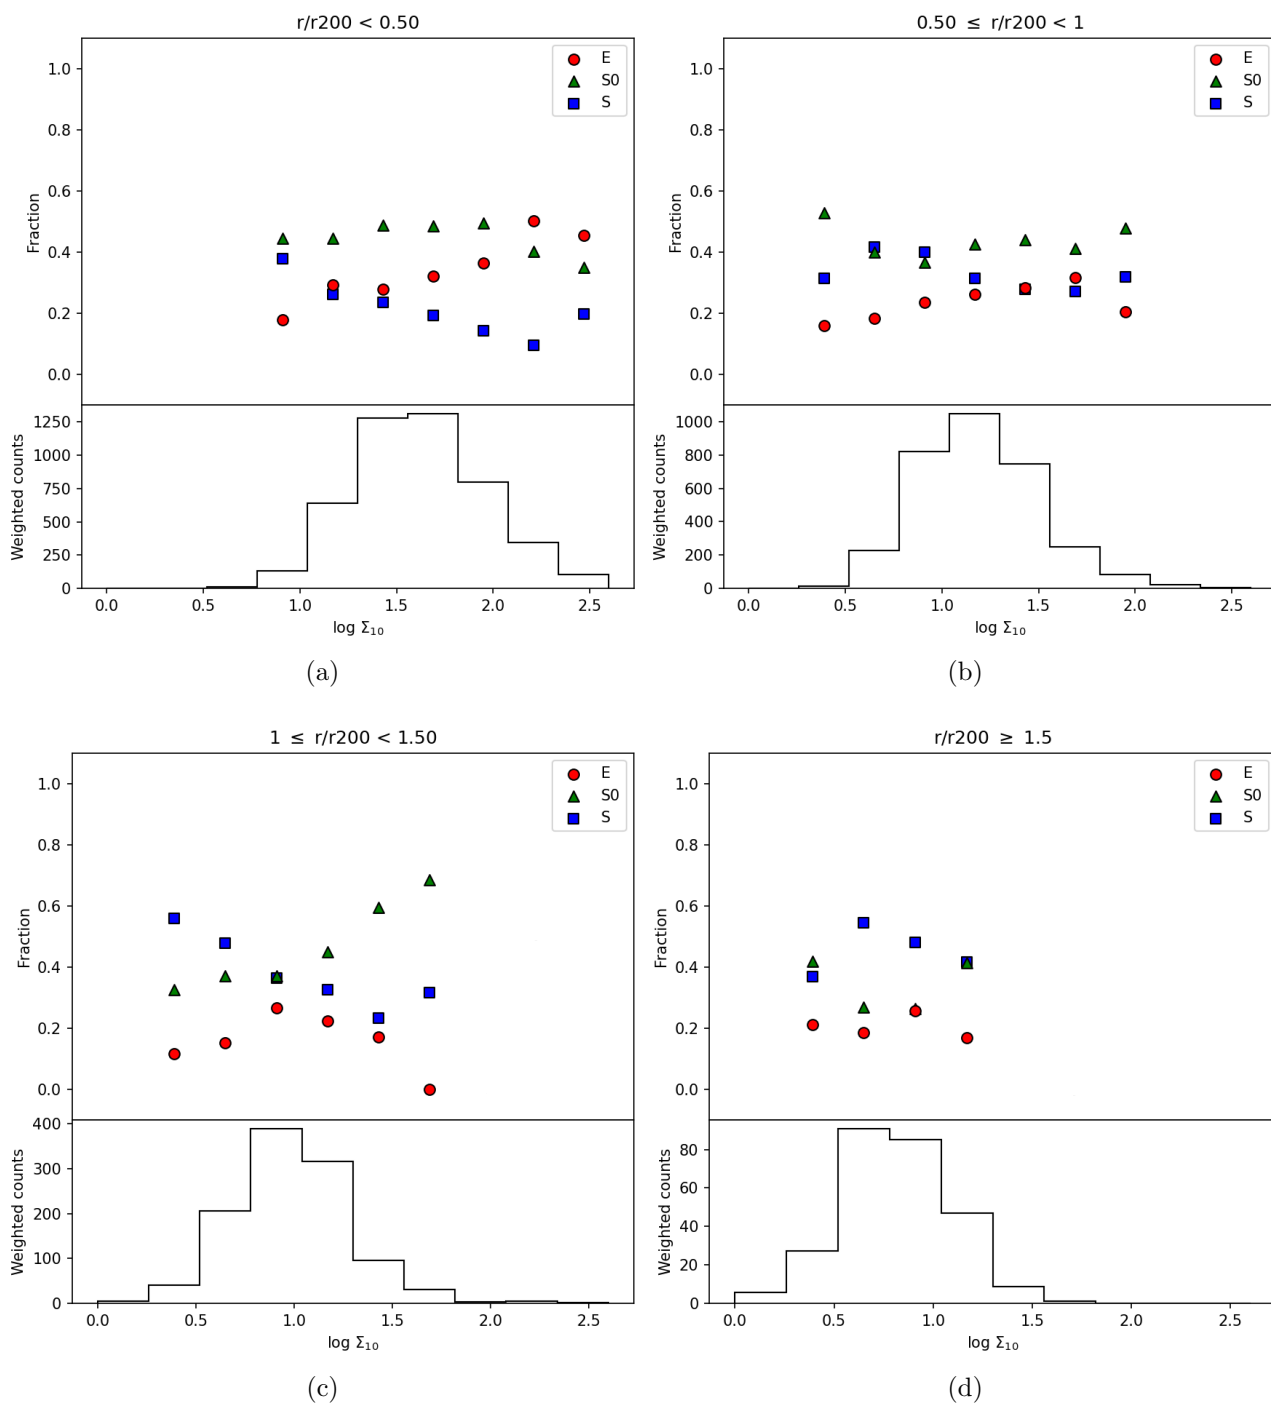 r/r200 < 0.50
1.0
0.8
0.6
0.4
0.2
0.0
Fraction
E
S0
S
1250
1000
750
500
250
0
Weighted counts
0.0 0.5 1.0 1.5 2.0 2.5
log Σ10
(a)
0.50 ≤ r/r200 < 1
1.0
0.8
0.6
0.4
0.2
0.0
Fraction
E
S0
S
1000
800
600
400
200
0
Weighted counts
0.0 0.5 1.0 1.5 2.0 2.5
log Σ10
(b)
1 ≤ r/r200 < 1.50
1.0
0.8
0.6
0.4
0.2
0.0
Fraction
E
S0
S
400
300
200
100
0
Weighted counts
0.0 0.5 1.0 1.5 2.0 2.5
log Σ10
(c)
r/r200 ≥ 1.5
1.0
0.8
0.6
0.4
0.2
0.0
Fraction
E
S0
S
80
60
40
20
0
Weighted counts
0.0 0.5 1.0 1.5 2.0 2.5
log Σ10
(d)